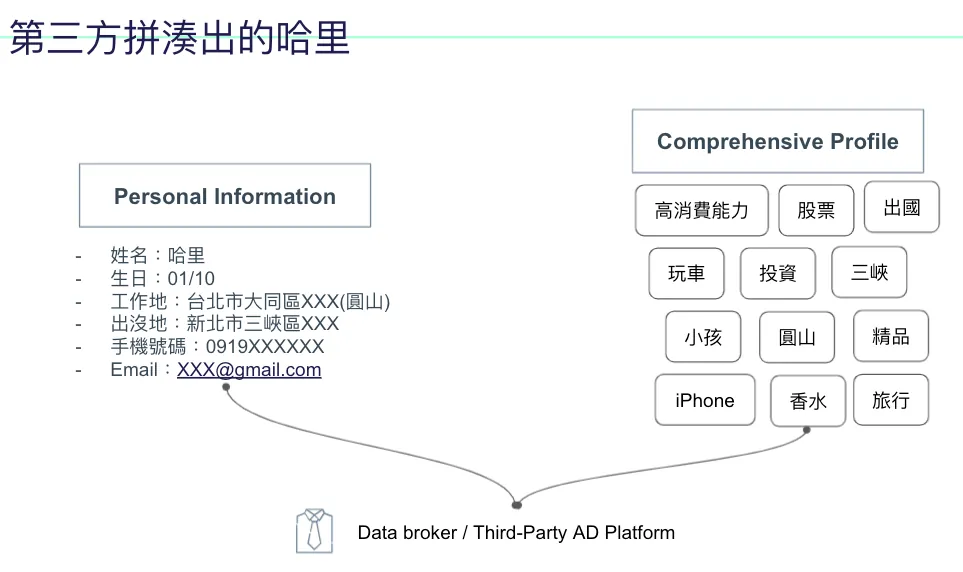 第三方拼湊出的哈里
Personal Information
- 姓名：哈里
- 生日：01/10
- 工作地：台北市大同區XXX(圓山)
- 出沒地：新北市三峽區XXX
- 手機號碼：0919XXXXXX
- Email：XXX@gmail.com
Comprehensive Profile
高消費能力
股票
出國
玩車
投資
三峽
小孩
圓山
精品
iPhone
香水
旅行
Data broker / Third-Party AD Platform